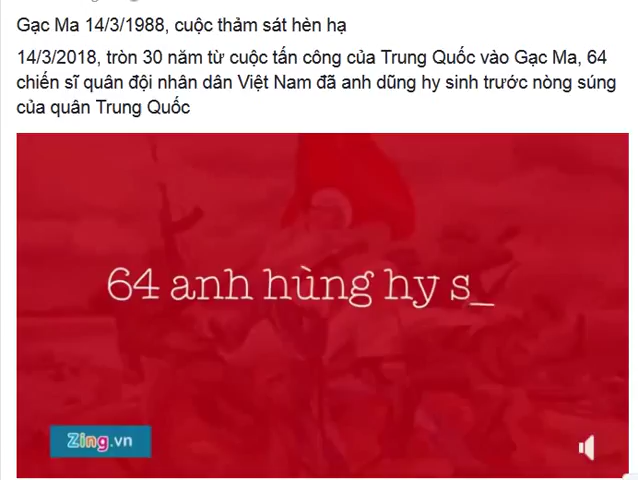 Gạc Ma 14/3/1988, cuộc thảm sát hèn hạ
14/3/2018, tròn 30 năm từ cuộc tấn công của Trung Quốc vào Gạc Ma, 64
chiến sĩ quân đội nhân dân Việt Nam đã anh dũng hy sinh trước nòng súng
của quân Trung Quốc
64 anh hùng hy s_
Zing.vn